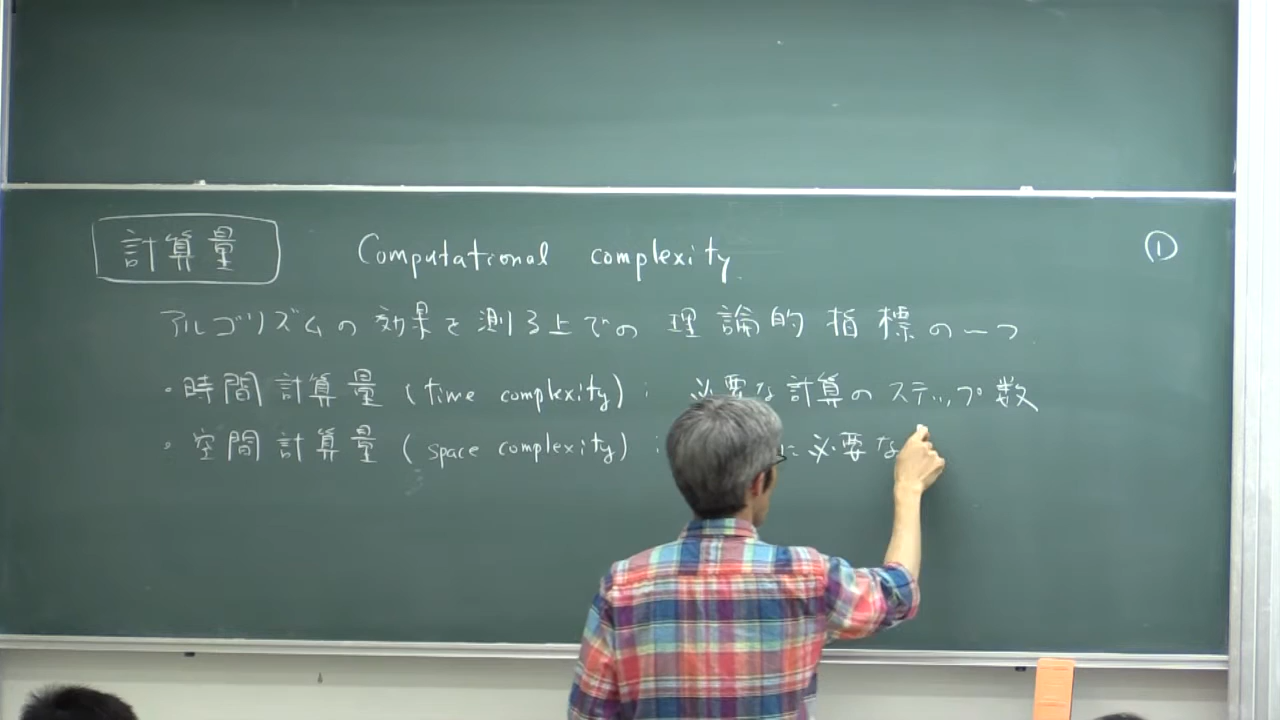 計算量 Computational complexity ①
アルゴリズムの効果を測る上での 理論的指標の一つ
・時間計算量 (time complexity) : 必要な計算のステップ数
・空間計算量 (space complexity) : に必要な